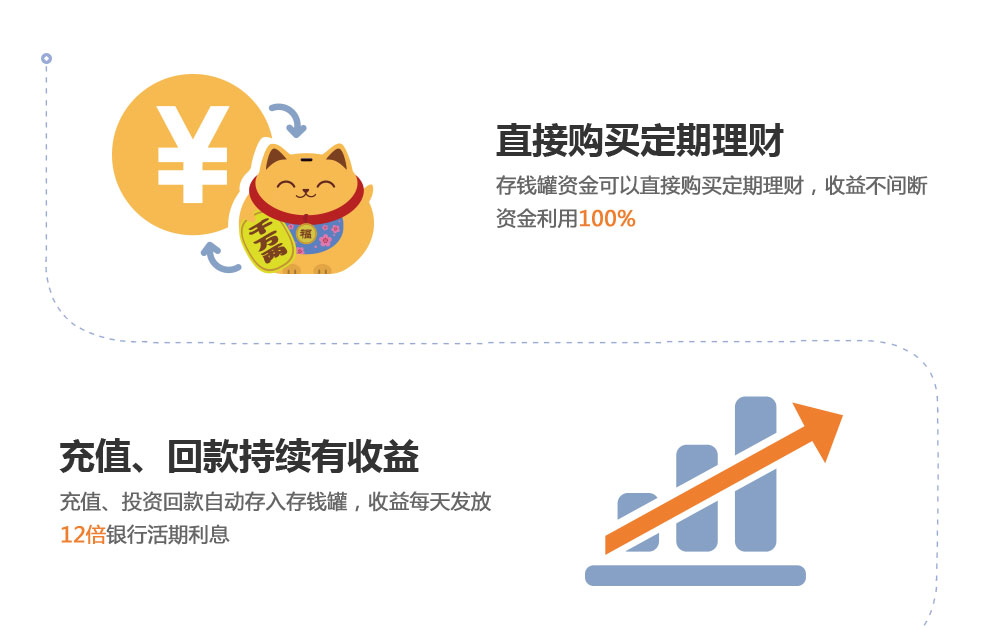 ¥
千万两
福
直接购买定期理财
存钱罐资金可以直接购买定期理财，收益不间断
资金利用100%
充值、回款持续有收益
充值、投资回款自动存入存钱罐，收益每天发放
12倍银行活期利息